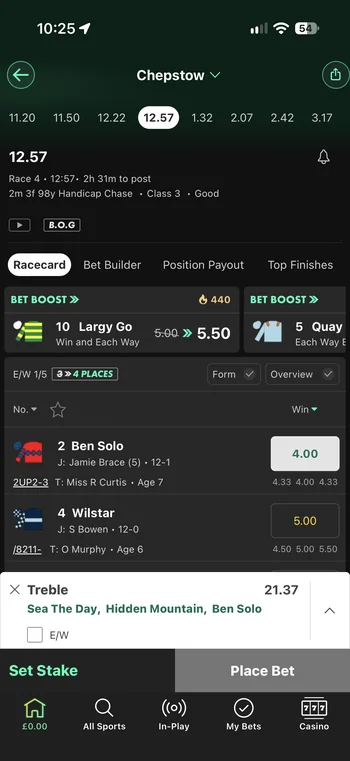 10:25
54
Chepstow
11.20 11.50 12.22 12.57 1.32 2.07 2.42 3.17
12.57
Race 4 • 12:57 • 2h 31m to post
2m 3f 98y Handicap Chase • Class 3 • Good
B.O.G
Racecard Bet Builder Position Payout Top Finishes
BET BOOST 440 BET BOOST
10 Largy Go 5.00 5.50 5 Quay
Win and Each Way Each Way E
E/W 1/5 3 4 PLACES Form Overview
No. Win
2 Ben Solo 4.00
J: Jamie Brace (5) • 12-1
2UP2-3 T: Miss R Curtis • Age 7 4.33 4.00 4.33
4 Wilstar 5.00
J: S Bowen • 12-0
/8211- T: O Murphy • Age 6 4.50 5.00 5.50
Treble 21.37
Sea The Day, Hidden Mountain, Ben Solo
E/W
Set Stake Place Bet
£0.00 All Sports In-Play My Bets 777 Casino